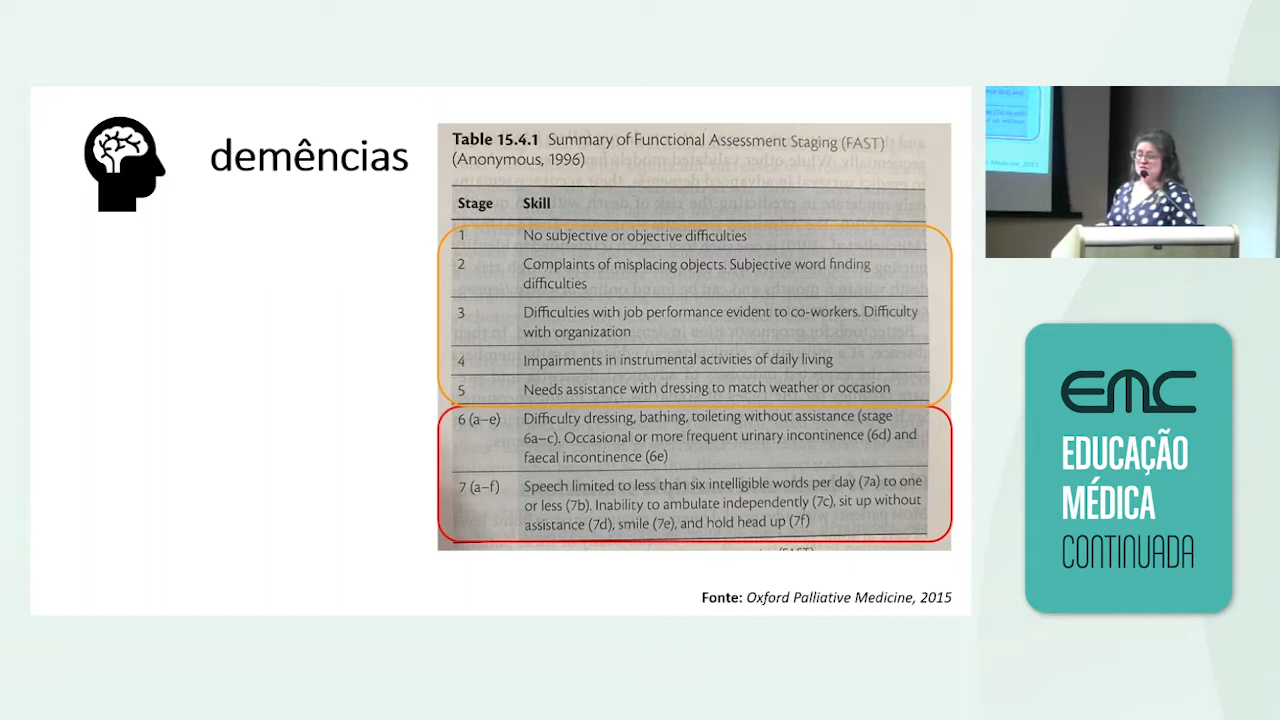 demências
Table 15.4.1 Summary of Functional Assessment Staging (FAST)
(Anonymous, 1996)
Stage Skill
1 No subjective or objective difficulties
2 Complaints of misplacing objects. Subjective word finding
difficulties
3 Difficulties with job performance evident to co-workers. Difficulty
with organization
4 Impairments in instrumental activities of daily living
5 Needs assistance with dressing to match weather or occasion
6 (a–e) Difficulty dressing, bathing, toileting without assistance (stage
6a–c). Occasional or more frequent urinary incontinence (6d) and
faecal incontinence (6e)
7 (a–f) Speech limited to less than six intelligible words per day (7a) to one
or less (7b). Inability to ambulate independently (7c), sit up without
assistance (7d), smile (7e), and hold head up (7f)
Fonte: Oxford Palliative Medicine, 2015
EMC
EDUCAÇÃO
MÉDICA
CONTINUADA